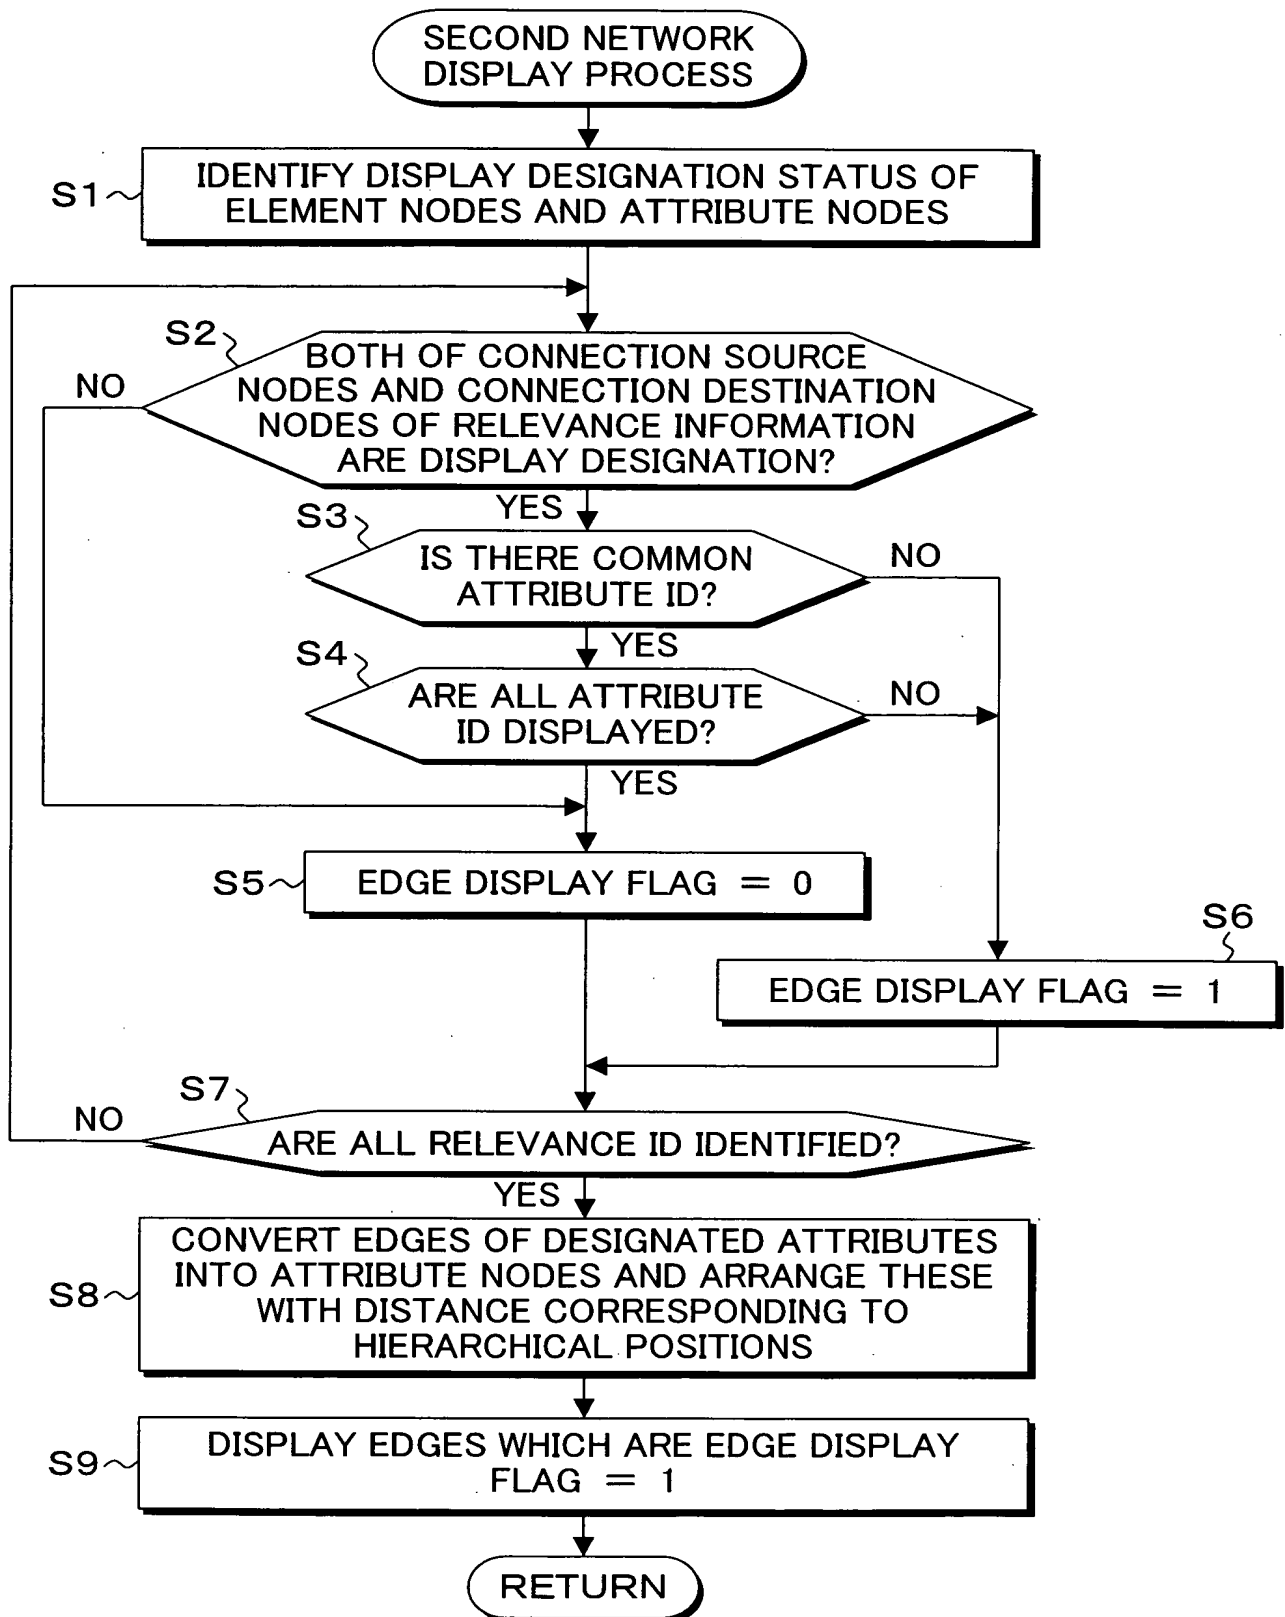 SECOND NETWORK
DISPLAY PROCESS
S1
IDENTIFY DISPLAY DESIGNATION STATUS OF
ELEMENT NODES AND ATTRIBUTE NODES
S2
NO
BOTH OF CONNECTION SOURCE
NODES AND CONNECTION DESTINATION
NODES OF RELEVANCE INFORMATION
ARE DISPLAY DESIGNATION?
YES
S3
IS THERE COMMON
ATTRIBUTE ID?
NO
YES
S4
ARE ALL ATTRIBUTE
ID DISPLAYED?
NO
YES
S5
EDGE DISPLAY FLAG = 0
S6
EDGE DISPLAY FLAG = 1
S7
NO
ARE ALL RELEVANCE ID IDENTIFIED?
YES
S8
CONVERT EDGES OF DESIGNATED ATTRIBUTES
INTO ATTRIBUTE NODES AND ARRANGE THESE
WITH DISTANCE CORRESPONDING TO
HIERARCHICAL POSITIONS
S9
DISPLAY EDGES WHICH ARE EDGE DISPLAY
FLAG = 1
RETURN